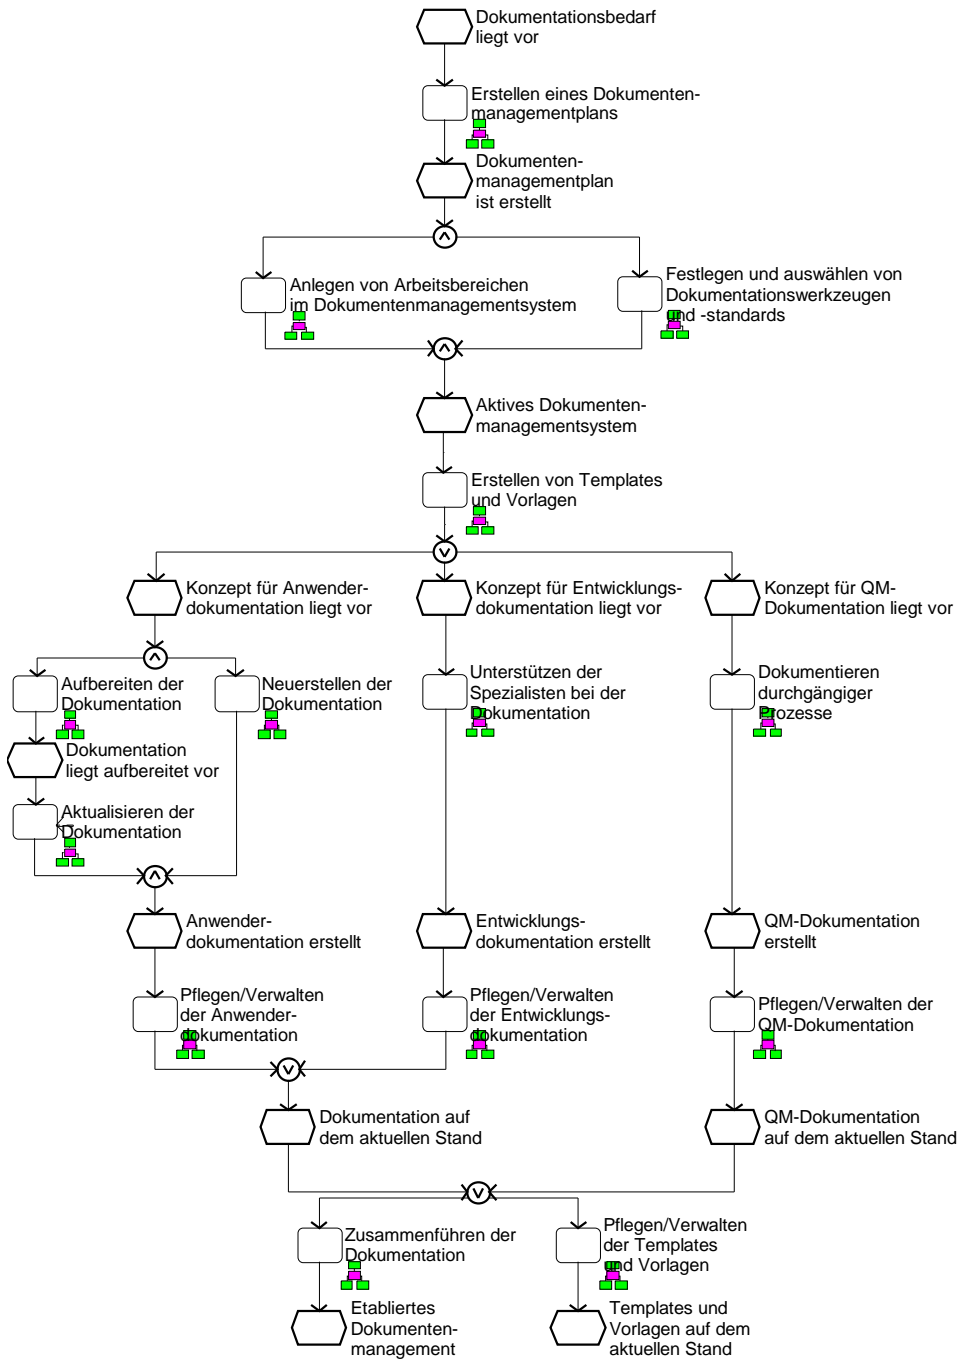 Dokumentationsbedarf
liegt vor
Erstellen eines Dokumenten-
managementplans
Dokumenten-
managementplan
ist erstellt
Anlegen von Arbeitsbereichen
im Dokumentenmanagementsystem
Festlegen und auswählen von
Dokumentationswerkzeugen
und -standards
Aktives Dokumenten-
managementsystem
Erstellen von Templates
und Vorlagen
Konzept für Anwender-
dokumentation liegt vor
Konzept für Entwicklungs-
dokumentation liegt vor
Konzept für QM-
Dokumentation liegt vor
Aufbereiten der
Dokumentation
Neuerstellen der
Dokumentation
Unterstützen der
Spezialisten bei der
Dokumentation
Dokumentieren
durchgängiger
Prozesse
Dokumentation
liegt aufbereitet vor
Aktualisieren der
Dokumentation
Anwender-
dokumentation erstellt
Entwicklungs-
dokumentation erstellt
QM-Dokumentation
erstellt
Pflegen/Verwalten
der Anwender-
dokumentation
Pflegen/Verwalten
der Entwicklungs-
dokumentation
Pflegen/Verwalten der
QM-Dokumentation
Dokumentation auf
dem aktuellen Stand
QM-Dokumentation
auf dem aktuellen Stand
Zusammenführen der
Dokumentation
Pflegen/Verwalten
der Templates
und Vorlagen
Etabliertes
Dokumenten-
management
Templates und
Vorlagen auf dem
aktuellen Stand